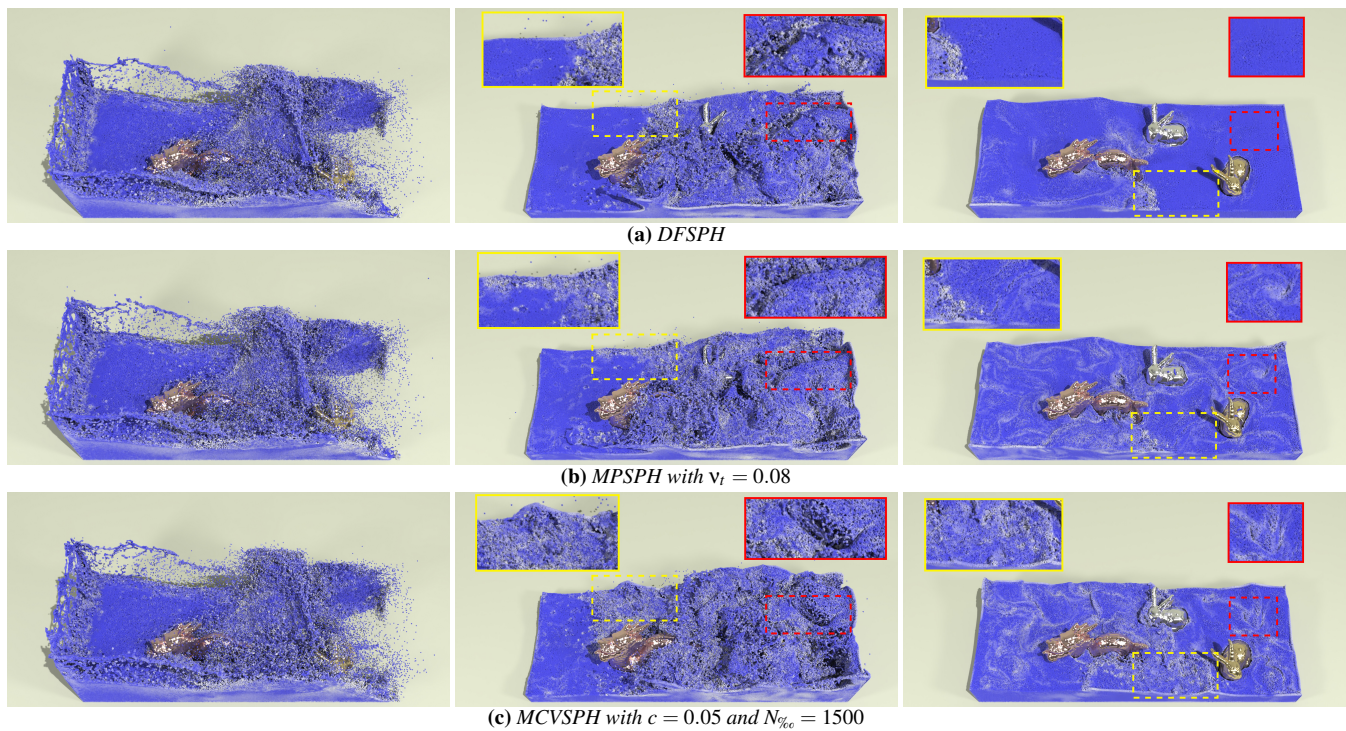 (a) DFSPH
(b) MPSPH with νₜ = 0.08
(c) MCVSPH with c = 0.05 and N‱ = 1500